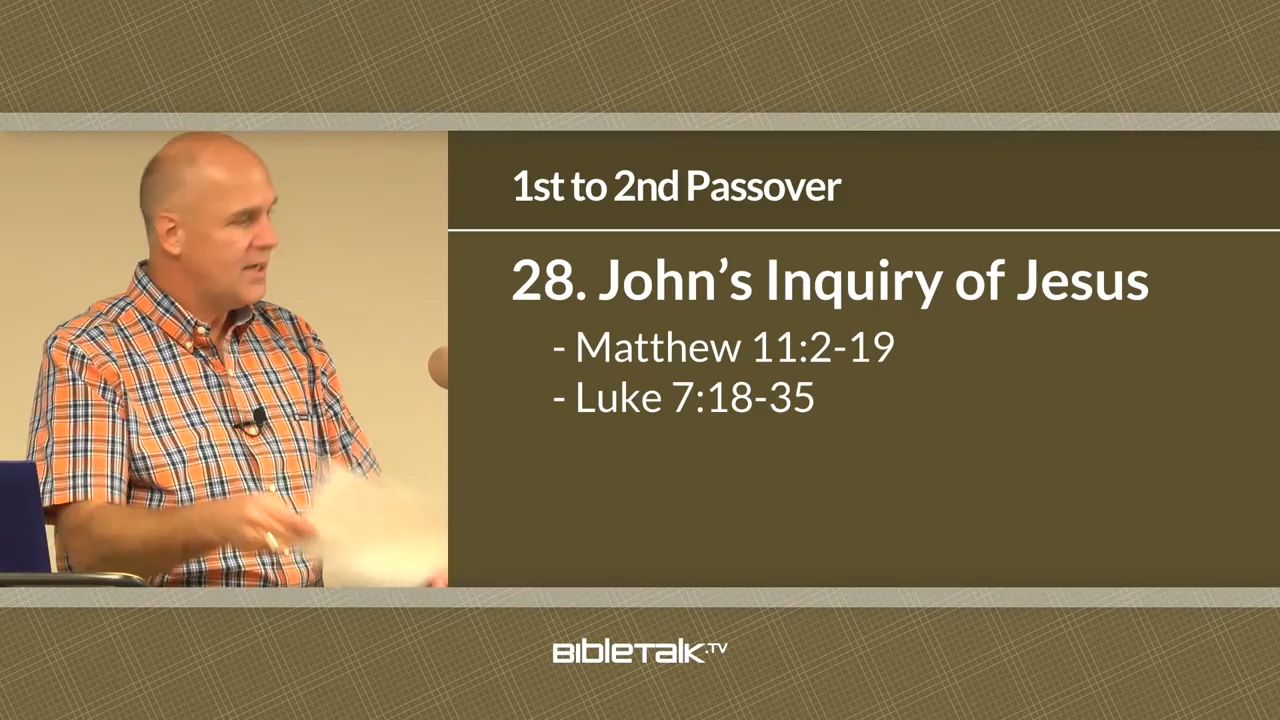 1st to 2nd Passover
28. John’s Inquiry of Jesus
- Matthew 11:2-19
- Luke 7:18-35
BIBLETALK.TV